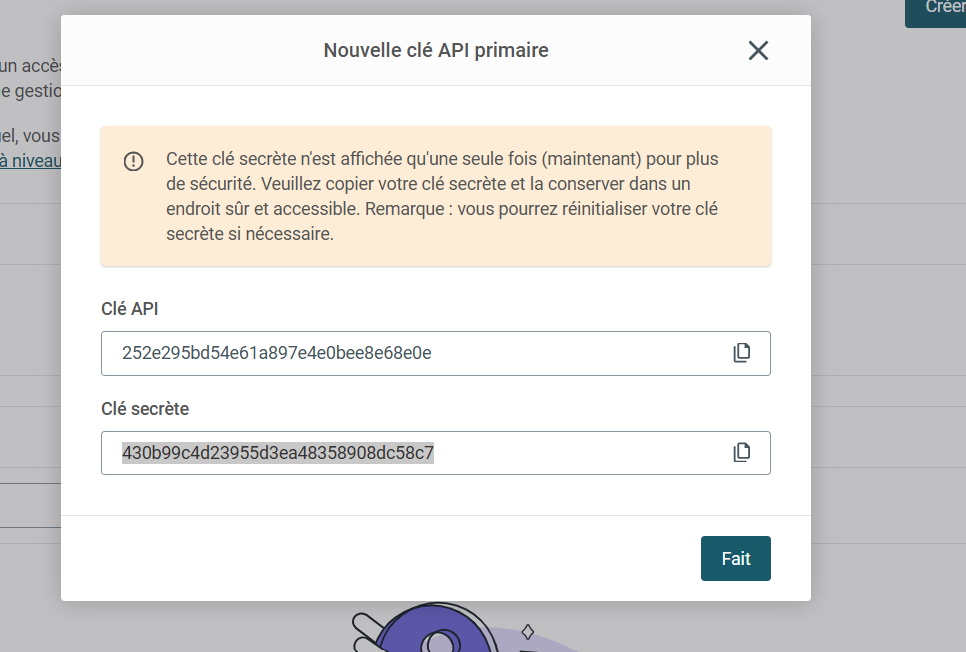 Créer
Nouvelle clé API primaire
un accès
e gestio
el, vous
à niveau
Cette clé secrète n'est affichée qu'une seule fois (maintenant) pour plus
de sécurité. Veuillez copier votre clé secrète et la conserver dans un
endroit sûr et accessible. Remarque : vous pourrez réinitialiser votre clé
secrète si nécessaire.
Clé API
252e295bd54e61a897e4e0bee8e68e0e
Clé secrète
430b99c4d23955d3ea48358908dc58c7
Fait